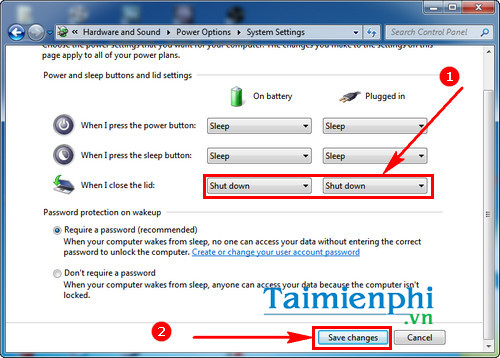 Hardware and Sound ▸ Power Options ▸ System Settings
Search Control Panel
Choose the power settings that you want for your computer. The changes you make to the settings on
page apply to all of your power plans.
Power and sleep buttons and lid settings
On battery Plugged in
1
When I press the power button: Sleep Sleep
When I press the sleep button: Sleep Sleep
When I close the lid: Shut down Shut down
Password protection on wakeup
Require a password (recommended)
When your computer wakes from sleep, no one can access your data without entering the correct
password to unlock the computer. Create or change your user account password
Don't require a password
When your computer wakes from sleep, anyone can access your data because the computer isn't
locked.
Taimienphi
.vn
2
Save changes Cancel